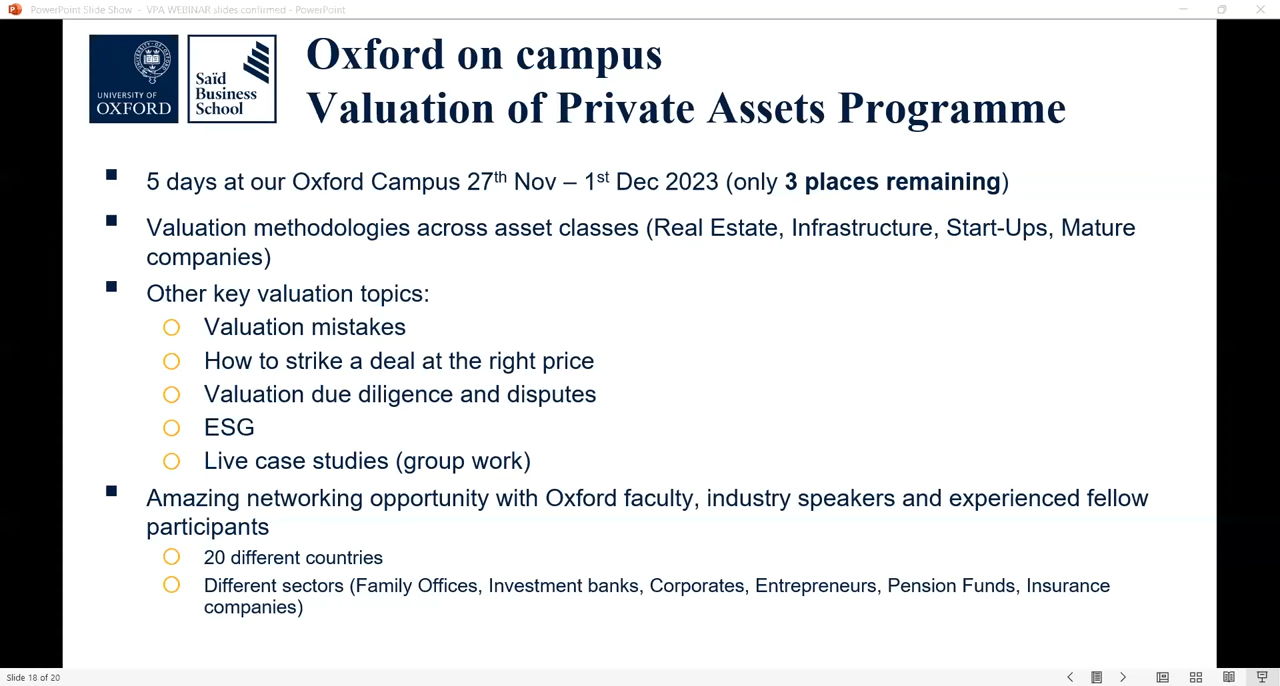 PowerPoint Slide Show - VPA WEBINAR slides confirmed - PowerPoint
UNIVERSITY OF
OXFORD
Saïd
Business
School
Oxford on campus
Valuation of Private Assets Programme
5 days at our Oxford Campus 27th Nov – 1st Dec 2023 (only 3 places remaining)
Valuation methodologies across asset classes (Real Estate, Infrastructure, Start-Ups, Mature
companies)
Other key valuation topics:
Valuation mistakes
How to strike a deal at the right price
Valuation due diligence and disputes
ESG
Live case studies (group work)
Amazing networking opportunity with Oxford faculty, industry speakers and experienced fellow
participants
20 different countries
Different sectors (Family Offices, Investment banks, Corporates, Entrepreneurs, Pension Funds, Insurance
companies)
Slide 18 of 20